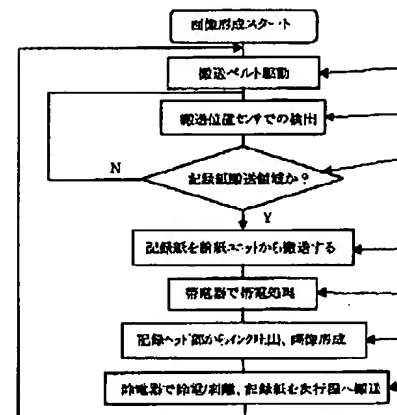 画像形成スタート
搬送ベルト駆動
搬送位置センサでの検出
記録紙搬送領域か?
N
Y
記録紙を給紙ユニットから搬送する
帯電器で帯電処理
記録ヘッド部からインク吐出、画像形成
除電器で除電/剥離、記録紙を次行程へ搬送